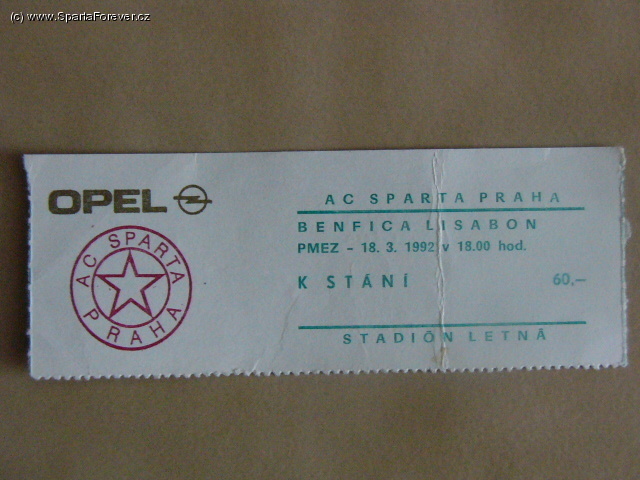 (c) www.SpartaForever.cz
OPEL
AC SPARTA
PRAHA
AC SPARTA PRAHA
BENFICA LISABON
PMEZ - 18. 3. 1992 v 18.00 hod.
K STÁNÍ 60,-
STADIÓN LETNÁ